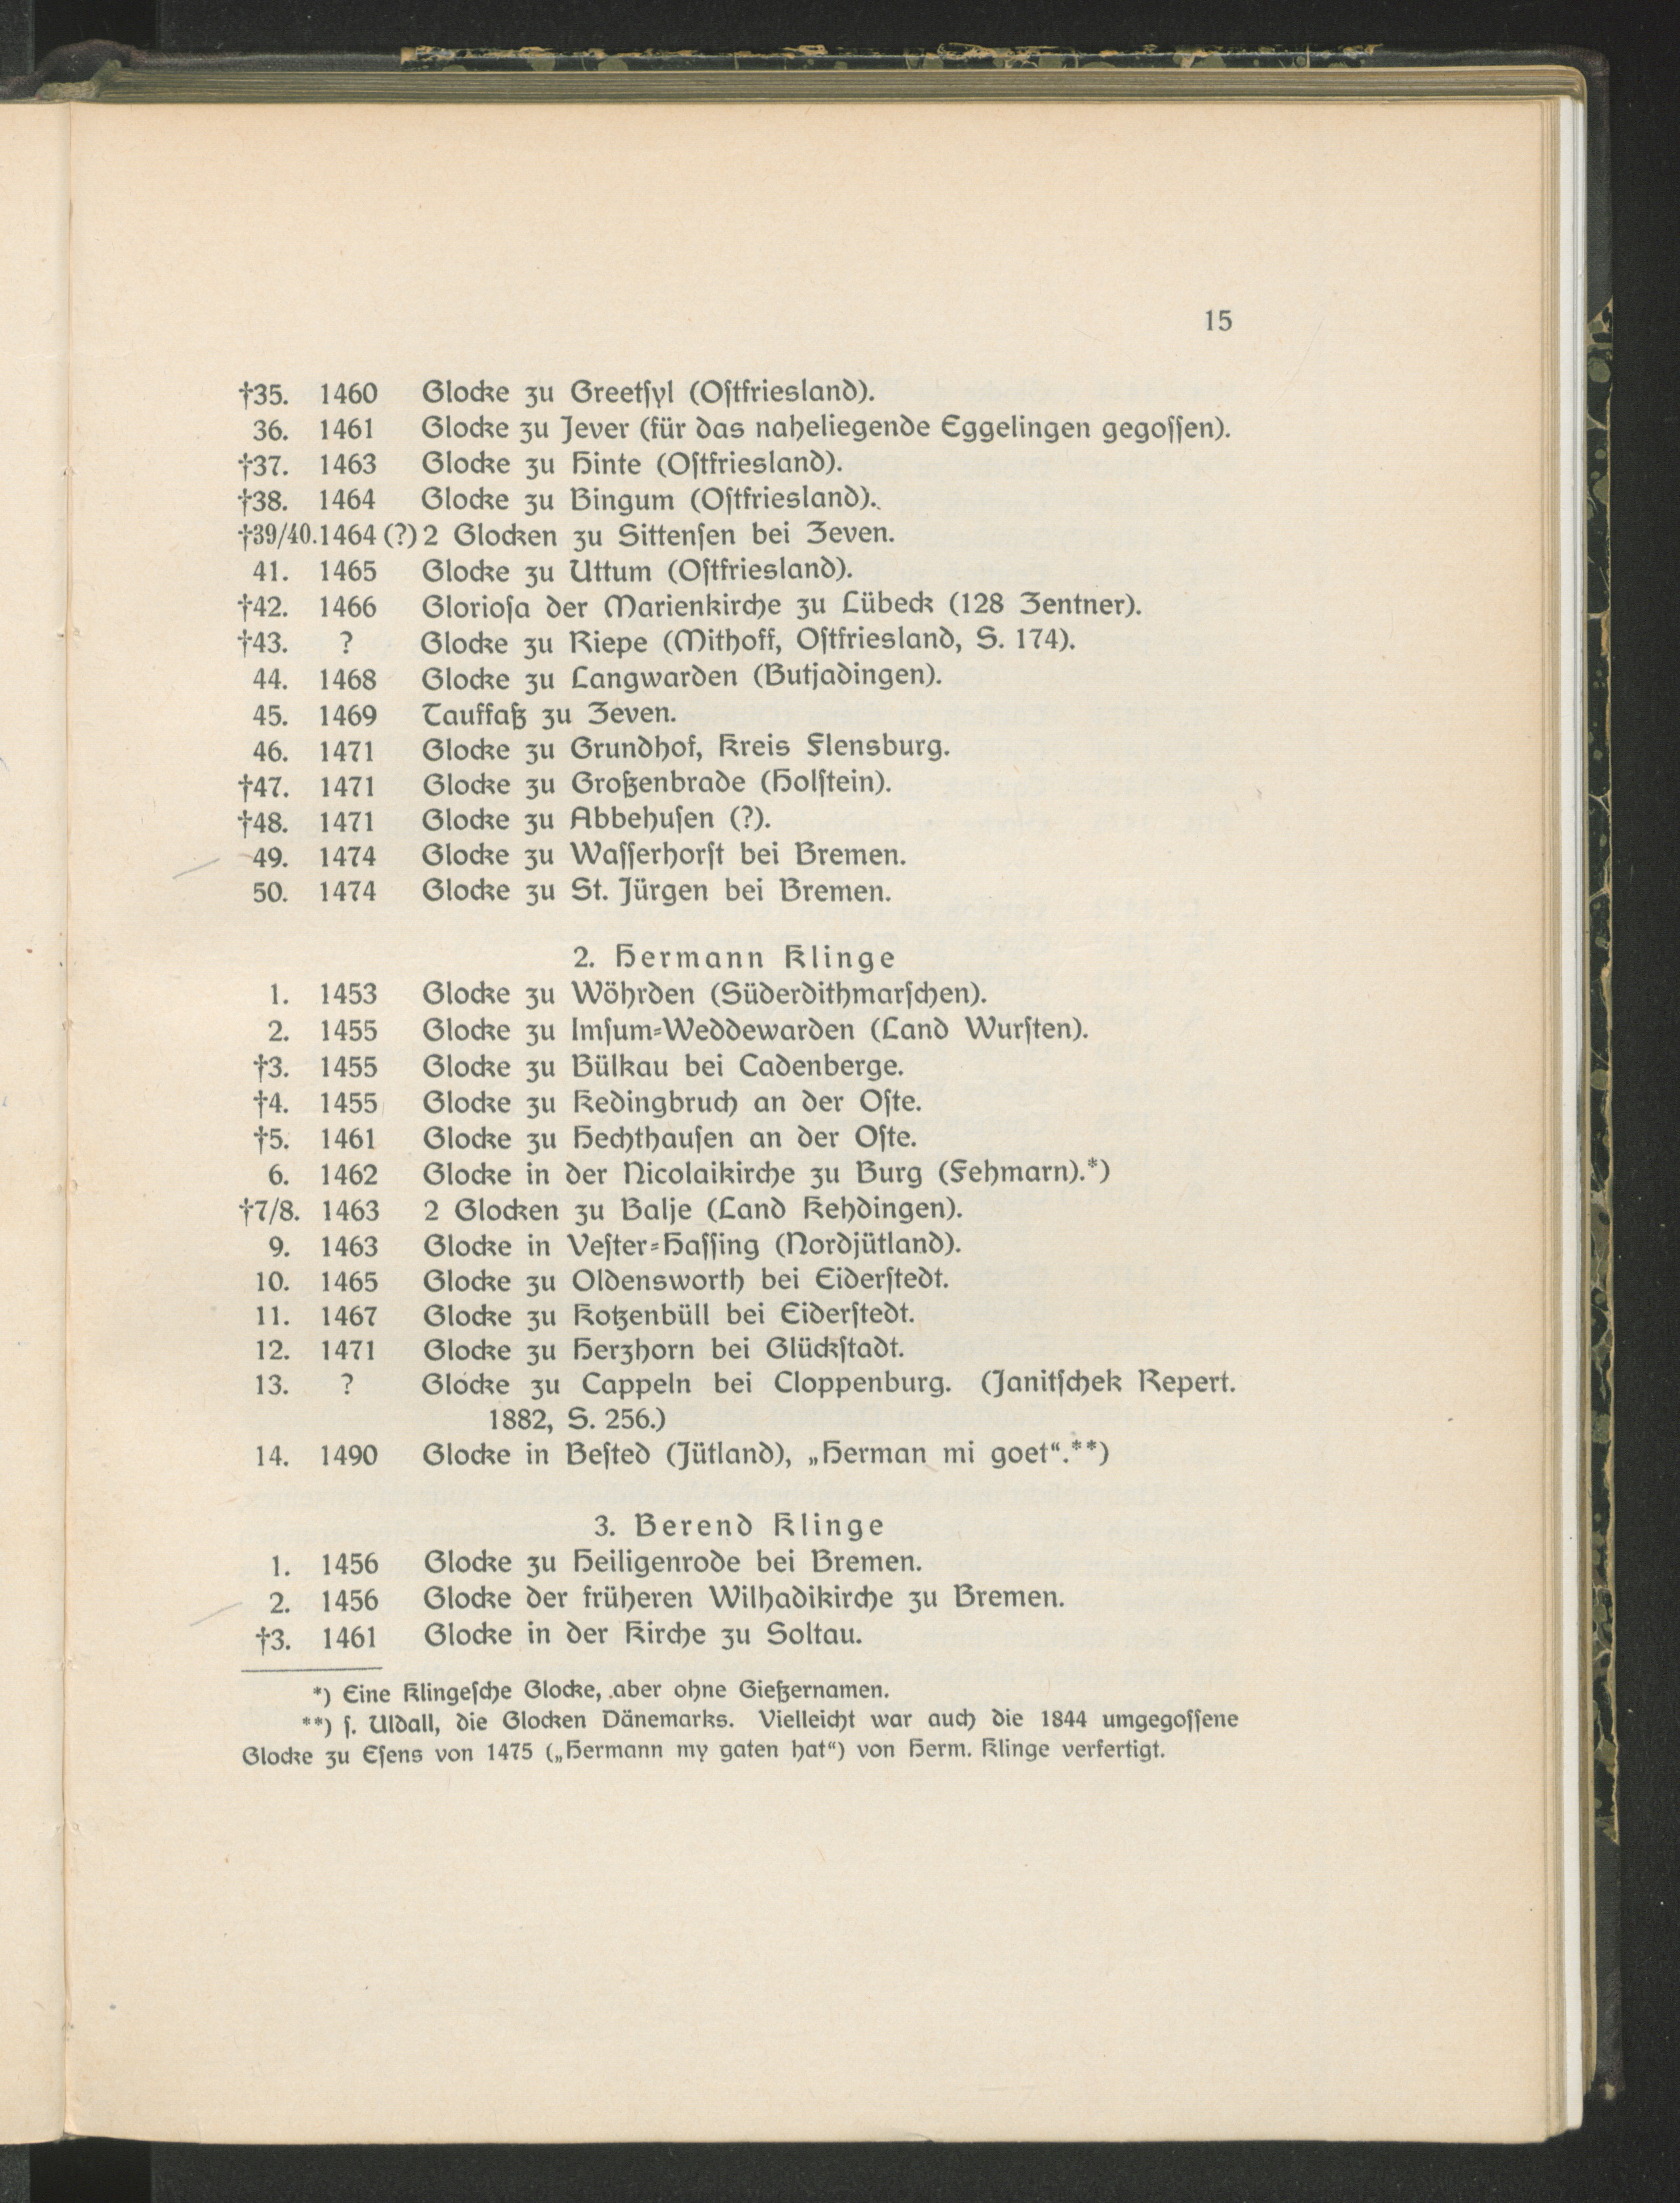 15
†35. 1460 Glocke zu Greetſyl (Oſtfriesland).
36. 1461 Glocke zu Jever (für das naheliegende Eggelingen gegoſſen).
†37. 1463 Glocke zu Hinte (Oſtfriesland).
†38. 1464 Glocke zu Bingum (Oſtfriesland).
†39/40. 1464 (?) 2 Glocken zu Sittenſen bei Zeven.
41. 1465 Glocke zu Uttum (Oſtfriesland).
†42. 1466 Glorioſa der Marienkirche zu Lübeck (128 Zentner).
†43. ? Glocke zu Riepe (Mithoff, Oſtfriesland, S. 174).
44. 1468 Glocke zu Langwarden (Butjadingen).
45. 1469 Tauffaß zu Zeven.
46. 1471 Glocke zu Grundhof, Kreis Flensburg.
†47. 1471 Glocke zu Großenbrade (Holſtein).
†48. 1471 Glocke zu Abbehuſen (?).
49. 1474 Glocke zu Waſſerhorſt bei Bremen.
50. 1474 Glocke zu St. Jürgen bei Bremen.
2. Hermann Klinge
1. 1453 Glocke zu Wöhrden (Süderdithmarſchen).
2. 1455 Glocke zu Imſum=Weddewarden (Land Wurſten).
†3. 1455 Glocke zu Bülkau bei Cadenberge.
†4. 1455 Glocke zu Kedingbruch an der Oſte.
†5. 1461 Glocke zu Hechthauſen an der Oſte.
6. 1462 Glocke in der Nicolaikirche zu Burg (Fehmarn).*)
†7/8. 1463 2 Glocken zu Balje (Land Kehdingen).
9. 1463 Glocke in Veſter=Haſſing (Nordjütland).
10. 1465 Glocke zu Oldensworth bei Eiderſtedt.
11. 1467 Glocke zu Kotzenbüll bei Eiderſtedt.
12. 1471 Glocke zu Herzhorn bei Glückſtadt.
13. ? Glocke zu Cappeln bei Cloppenburg. (Janitſchek Repert.
1882, S. 256.)
14. 1490 Glocke in Beſted (Jütland), „Herman mi goet“.**)
3. Berend Klinge
1. 1456 Glocke zu Heiligenrode bei Bremen.
2. 1456 Glocke der früheren Wilhadikirche zu Bremen.
†3. 1461 Glocke in der Kirche zu Soltau.
*) Eine Klingeſche Glocke, aber ohne Gießernamen.
**) ſ. Uldall, die Glocken Dänemarks. Vielleicht war auch die 1844 umgegoſſene
Glocke zu Eſens von 1475 („Hermann my gaten hat“) von Herm. Klinge verfertigt.